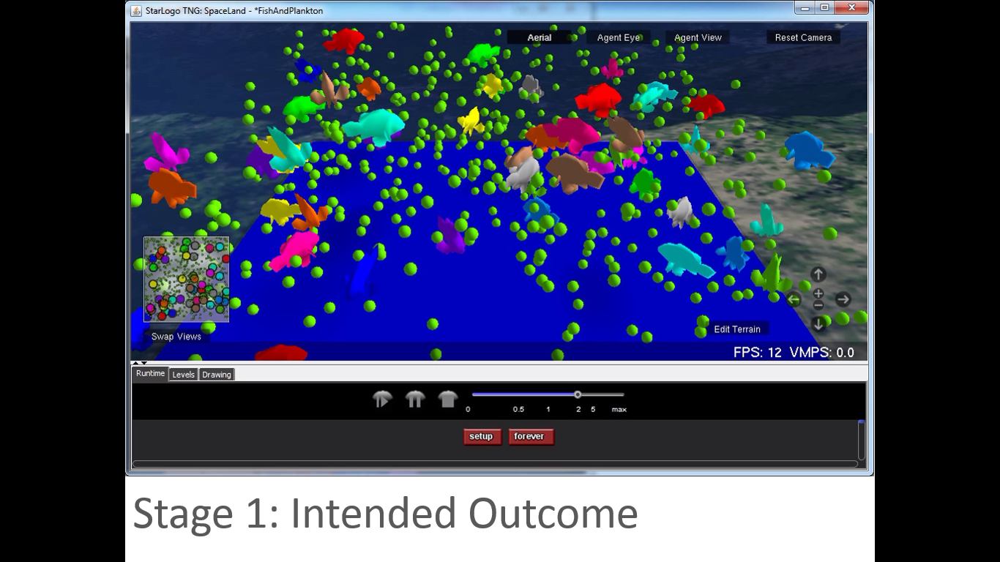 StarLogo TNG: SpaceLand - *FishAndPlankton
Aerial Agent Eye Agent View Reset Camera
Swap Views
Edit Terrain
FPS: 12 VMPS: 0.0
Runtime Levels Drawing
0 0.5 1 2 5 max
setup forever
Stage 1: Intended Outcome